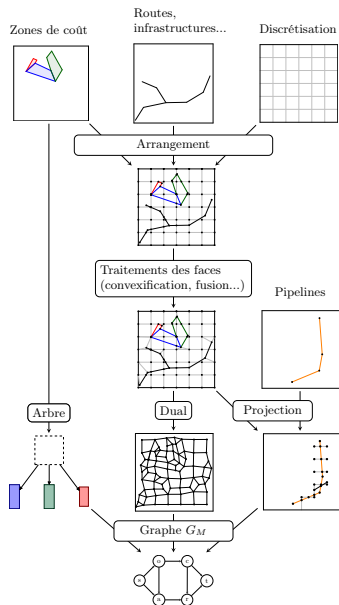 Zones de coût
Routes,
infrastructures...
Discrétisation
Arrangement
Traitements des faces
(convexification, fusion...)
Pipelines
Arbre
Dual
Projection
Graphe G_M
o
c
s
t
a
r